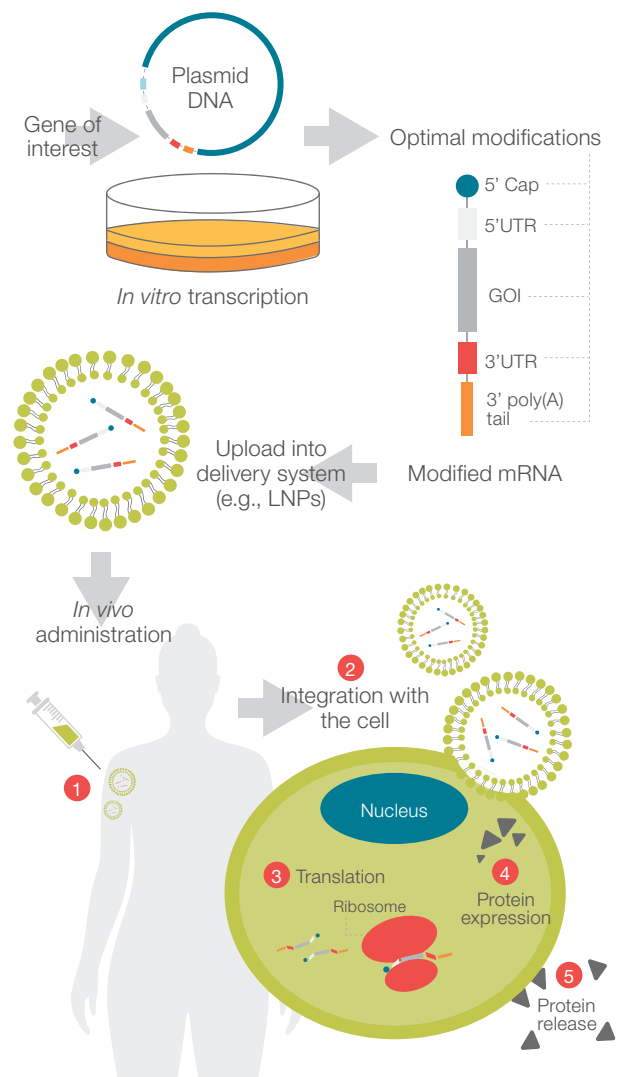 Plasmid
DNA
Gene of
interest
Optimal modifications
5' Cap
5'UTR
GOI
3'UTR
3' poly(A)
tail
In vitro transcription
Upload into
delivery system
(e.g., LNPs)
Modified mRNA
In vivo
administration
2
Integration with
the cell
1
Nucleus
3 Translation
Ribosome
4
Protein
expression
5
Protein
release